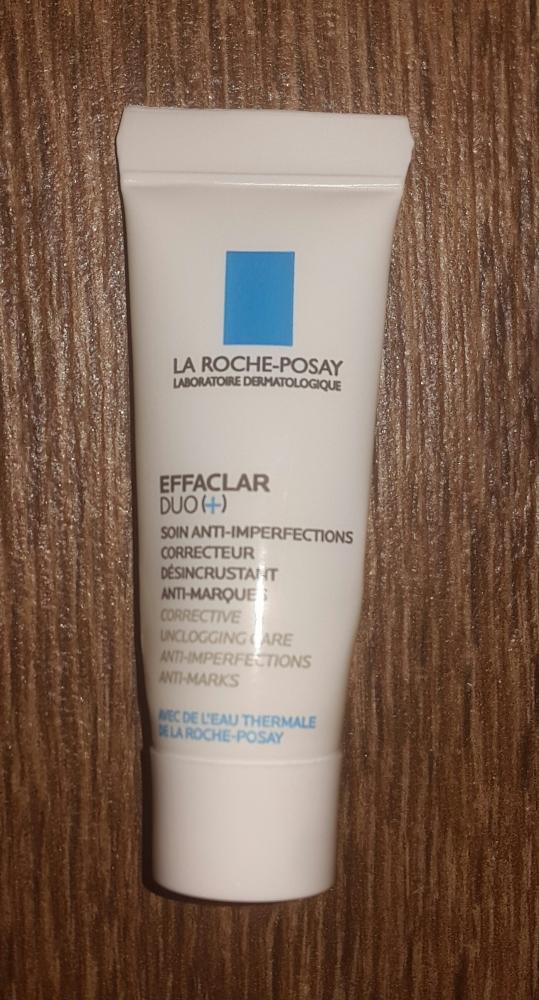 LA ROCHE-POSAY
LABORATOIRE DERMATOLOGIQUE
EFFACLAR
DUO(+)
SOIN ANTI-IMPERFECTIONS
CORRECTEUR
DÉSINCRUSTANT
ANTI-MARQUES
CORRECTIVE
UNCLOGGING CARE
ANTI-IMPERFECTIONS
ANTI-MARKS
AVEC DE L'EAU THERMALE
DE LA ROCHE-POSAY